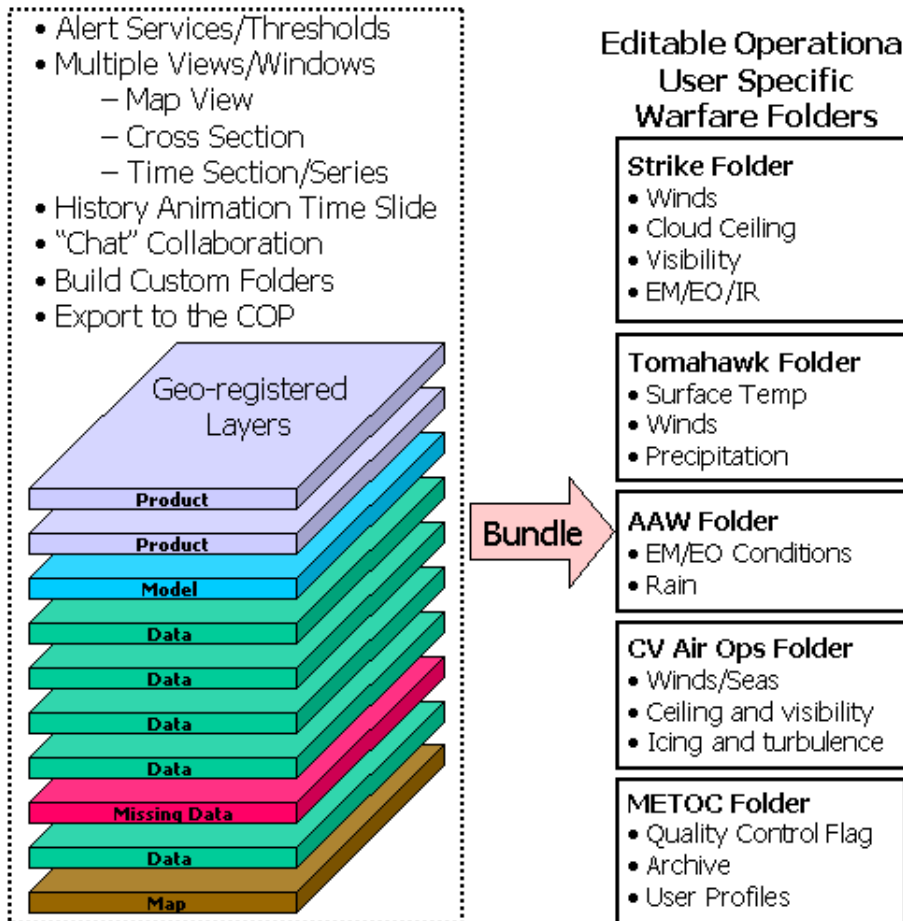 • Alert Services/Thresholds
• Multiple Views/Windows
– Map View
– Cross Section
– Time Section/Series
• History Animation Time Slide
• "Chat" Collaboration
• Build Custom Folders
• Export to the COP
Geo-registered
Layers
Product
Product
Model
Data
Data
Data
Data
Missing Data
Data
Map
Bundle
Editable Operationa
User Specific
Warfare Folders
Strike Folder
• Winds
• Cloud Ceiling
• Visibility
• EM/EO/IR
Tomahawk Folder
• Surface Temp
• Winds
• Precipitation
AAW Folder
• EM/EO Conditions
• Rain
CV Air Ops Folder
• Winds/Seas
• Ceiling and visibility
• Icing and turbulence
METOC Folder
• Quality Control Flag
• Archive
• User Profiles